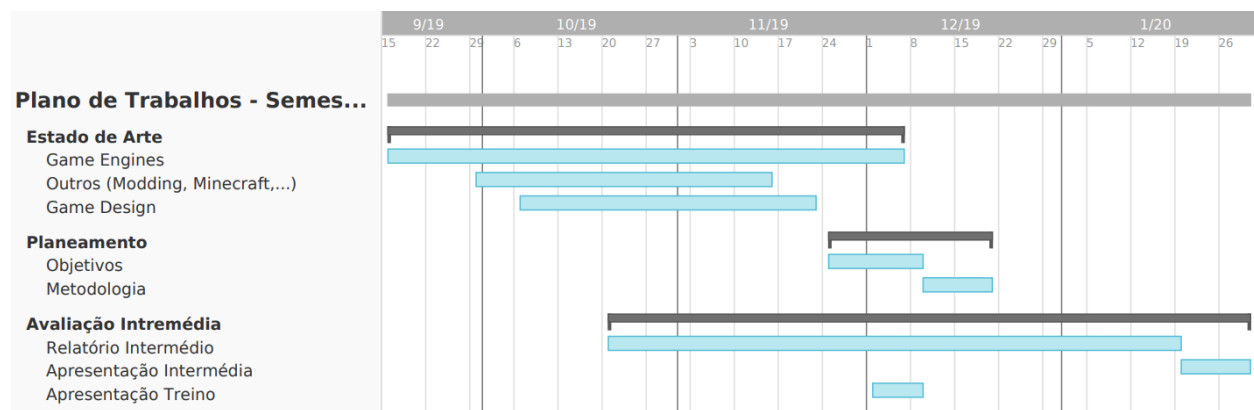 9/19 10/19 11/19 12/19 1/20
15 22 29 6 13 20 27 3 10 17 24 1 8 15 22 29 5 12 19 26
Plano de Trabalhos - Semes...
Estado de Arte
Game Engines
Outros (Modding, Minecraft,...)
Game Design
Planeamento
Objetivos
Metodologia
Avaliação Intremédia
Relatório Intermédio
Apresentação Intermédia
Apresentação Treino